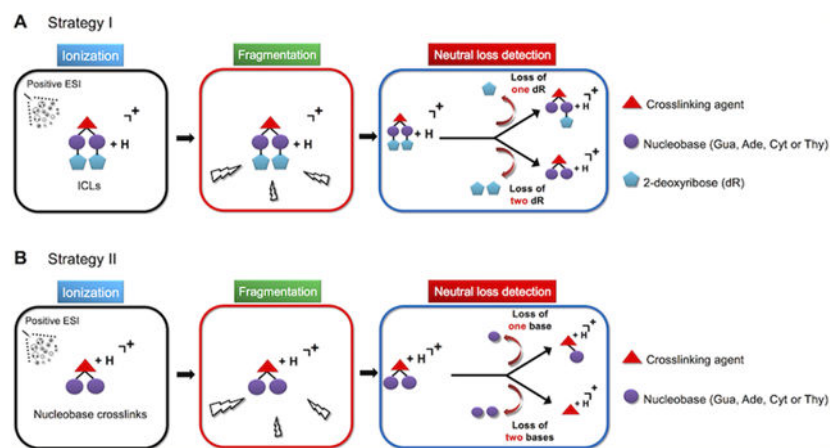 A Strategy I
Ionization
Fragmentation
Neutral loss detection
Positive ESI
+ H
ICLs
+ H
+ H
Loss of
one dR
+ H
+ H
Loss of
two dR
Crosslinking agent
Nucleobase (Gua, Ade, Cyt or Thy)
2-deoxyribose (dR)
B Strategy II
Ionization
Fragmentation
Neutral loss detection
Positive ESI
+ H
Nucleobase crosslinks
+ H
+ H
Loss of
one base
+ H
+ H
Loss of
two bases
Crosslinking agent
Nucleobase (Gua, Ade, Cyt or Thy)